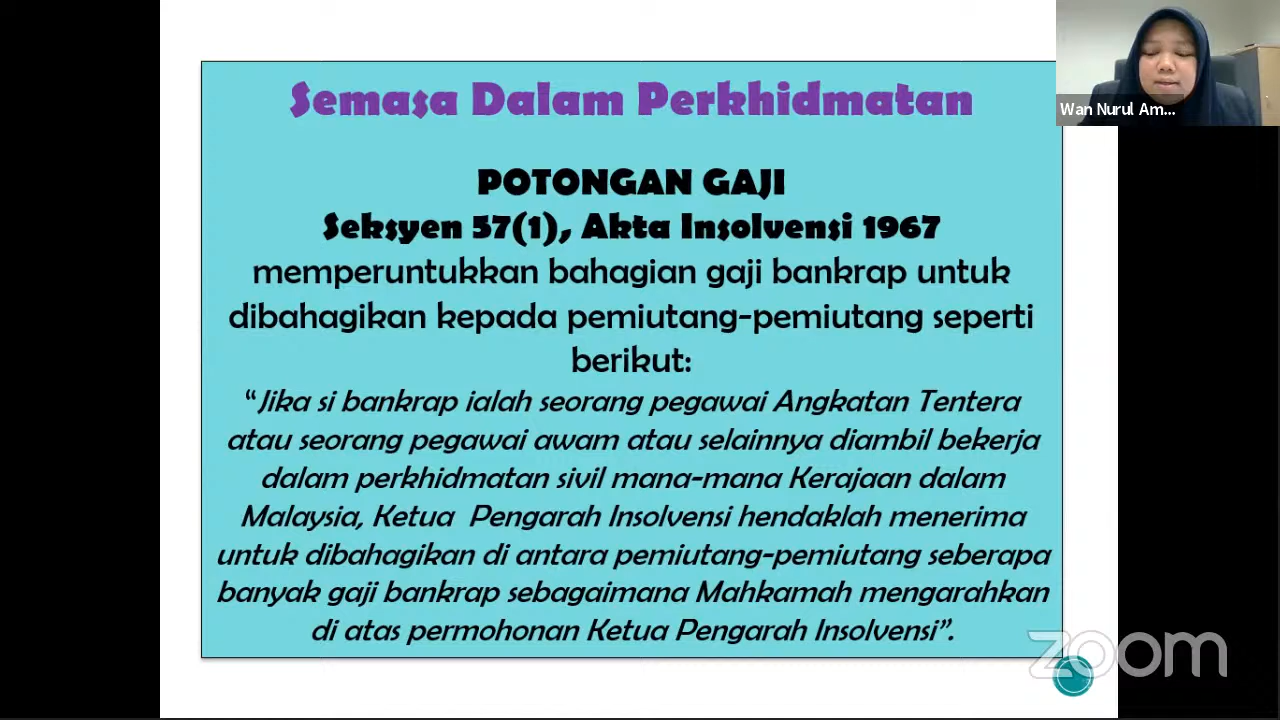 Semasa Dalam Perkhidmatan
POTONGAN GAJI
Seksyen 57(1), Akta Insolvensi 1967
memperuntukkan bahagian gaji bankrap untuk
dibahagikan kepada pemiutang-pemiutang seperti
berikut:
“Jika si bankrap ialah seorang pegawai Angkatan Tentera
atau seorang pegawai awam atau selainnya diambil bekerja
dalam perkhidmatan sivil mana-mana Kerajaan dalam
Malaysia, Ketua Pengarah Insolvensi hendaklah menerima
untuk dibahagikan di antara pemiutang-pemiutang seberapa
banyak gaji bankrap sebagaimana Mahkamah mengarahkan
di atas permohonan Ketua Pengarah Insolvensi”.
Wan Nurul Am...
zoom